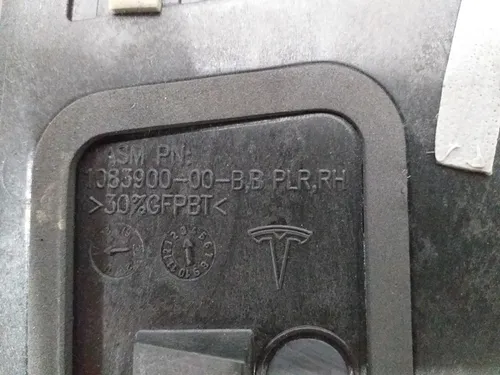 ASM PN:
1083900-00-B,B PLR,RH
>30%GFPBT<